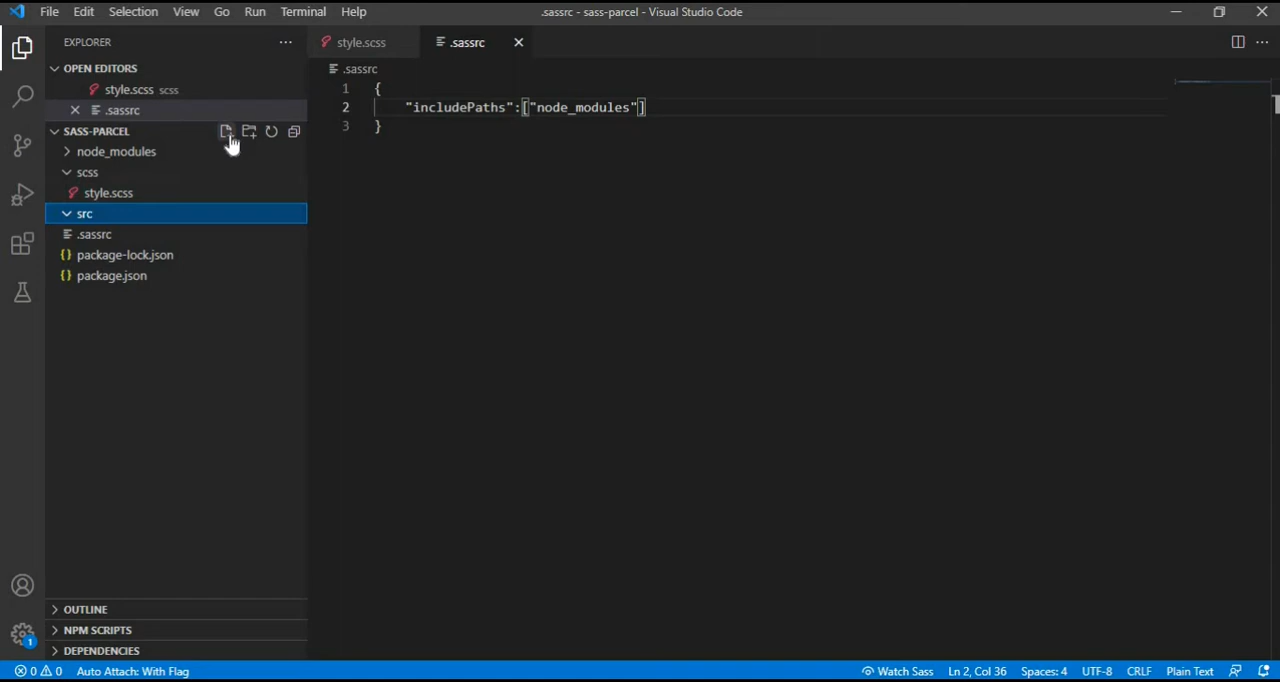 File Edit Selection View Go Run Terminal Help .sassrc - sass-parcel - Visual Studio Code
EXPLORER
style.scss .sassrc
OPEN EDITORS
.sassrc
style.scss scss
1 {
.sassrc
2 "includePaths":["node_modules"]
SASS-PARCEL
3 }
node_modules
scss
style.scss
src
.sassrc
{} package-lock.json
{} package.json
OUTLINE
NPM SCRIPTS
1
DEPENDENCIES
0 0 Auto Attach: With Flag Watch Sass Ln 2, Col 36 Spaces: 4 UTF-8 CRLF Plain Text